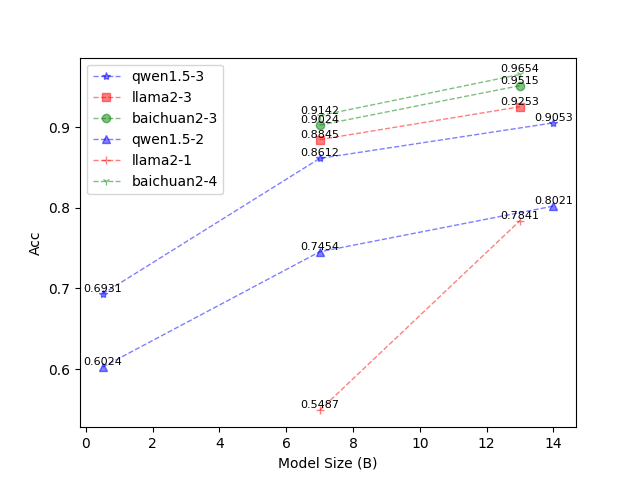 qwen1.5-3
llama2-3
baichuan2-3
qwen1.5-2
llama2-1
baichuan2-4
0.9654
0.9515
0.9253
0.9142
0.9024
0.8845
0.8612
0.9053
0.8021
0.7841
0.7454
0.6931
0.6024
0.5487
Acc
0.9
0.8
0.7
0.6
0 2 4 6 8 10 12 14
Model Size (B)